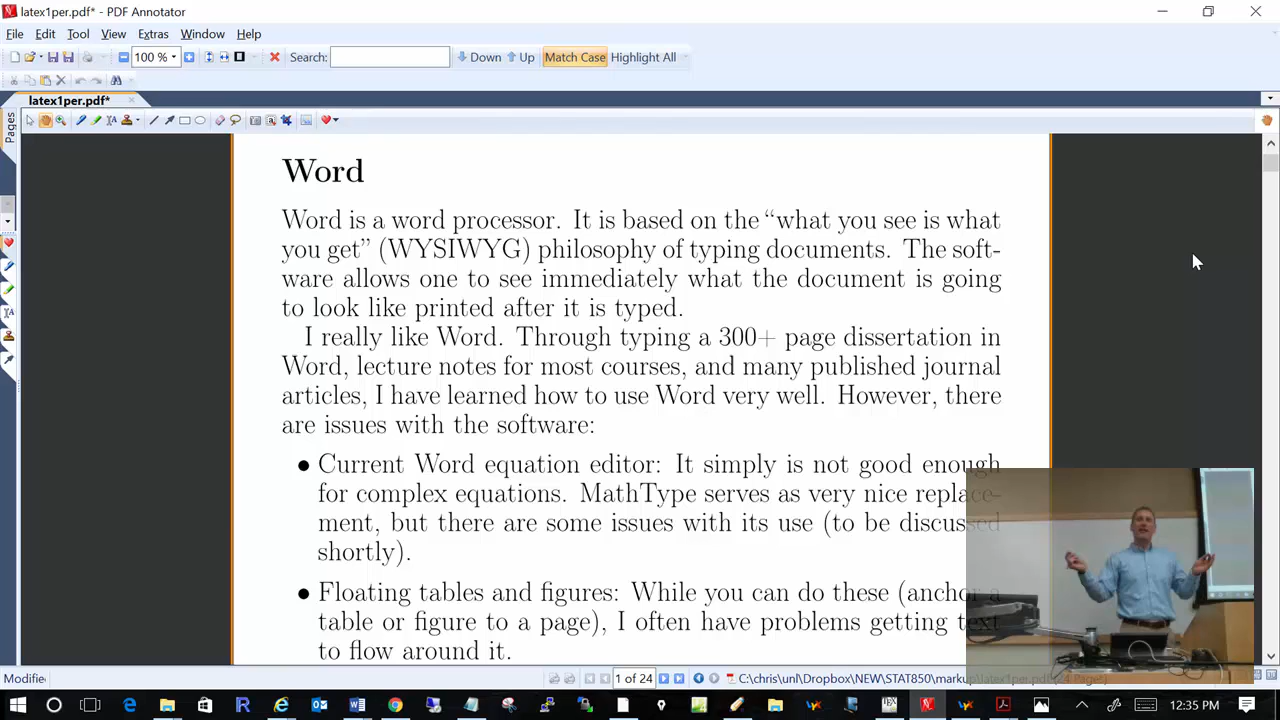 latex1per.pdf* - PDF Annotator
File Edit Tool View Extras Window Help
100 % Search: Down Up Match Case Highlight All
latex1per.pdf*
Pages
Word
Word is a word processor. It is based on the “what you see is what
you get” (WYSIWYG) philosophy of typing documents. The soft-
ware allows one to see immediately what the document is going
to look like printed after it is typed.
I really like Word. Through typing a 300+ page dissertation in
Word, lecture notes for most courses, and many published journal
articles, I have learned how to use Word very well. However, there
are issues with the software:
• Current Word equation editor: It simply is not good enough
for complex equations. MathType serves as very nice replace-
ment, but there are some issues with its use (to be discussed
shortly).
• Floating tables and figures: While you can do these (anchor a
table or figure to a page), I often have problems getting text
to flow around it.
Modifie 1 of 24 C:\chris\unl\Dropbox\NEW\STAT850\markup\latex1per.pdf (24 Pages)
12:35 PM